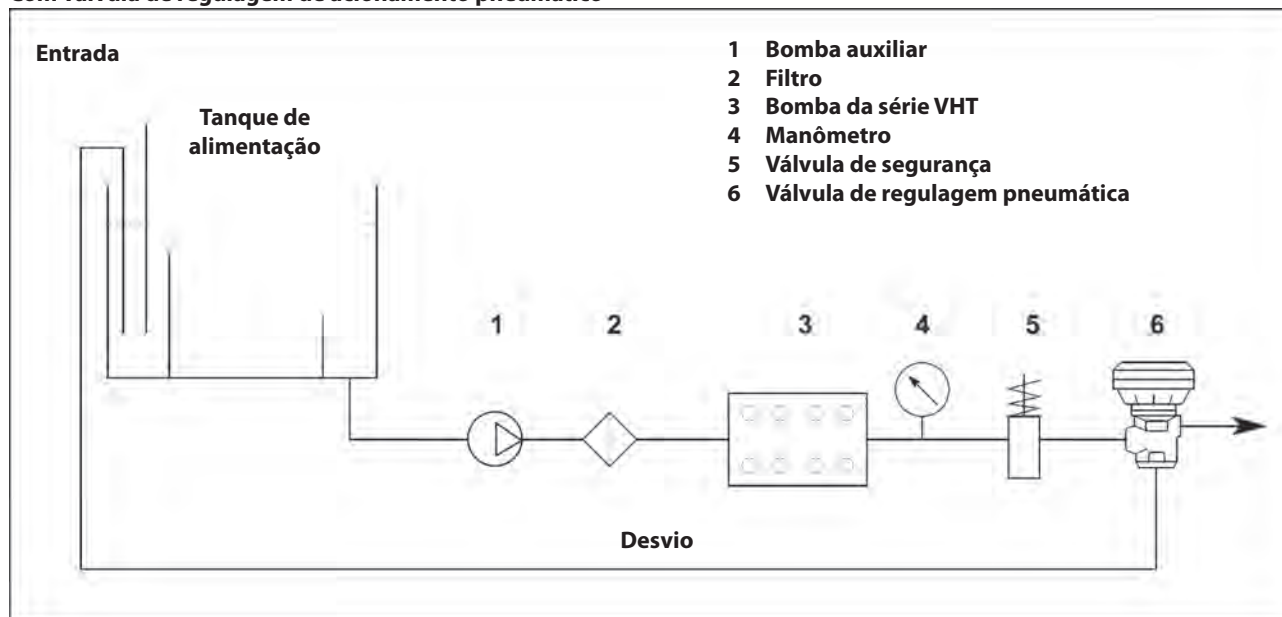 Entrada
Tanque de
alimentação
1 Bomba auxiliar
2 Filtro
3 Bomba da série VHT
4 Manômetro
5 Válvula de segurança
6 Válvula de regulagem pneumática
1 2 3 4 5 6
Desvio